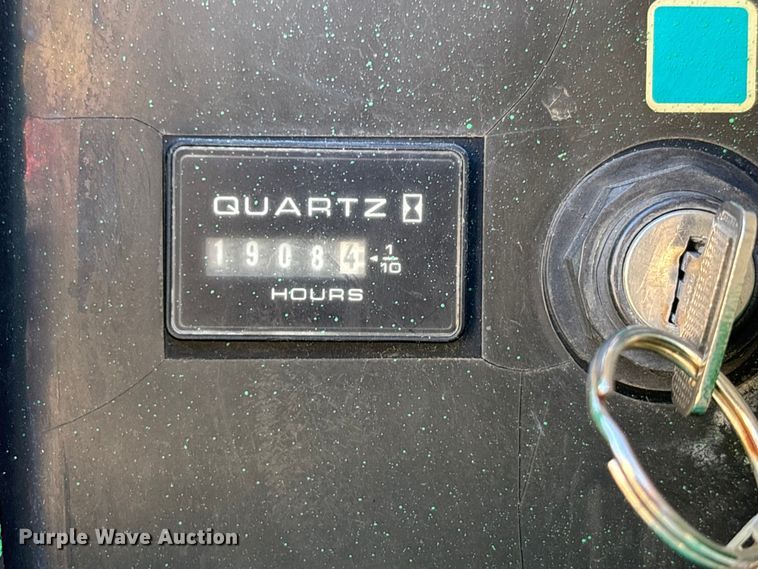 QUARTZ
19084 1/10
HOURS
Purple Wave Auction